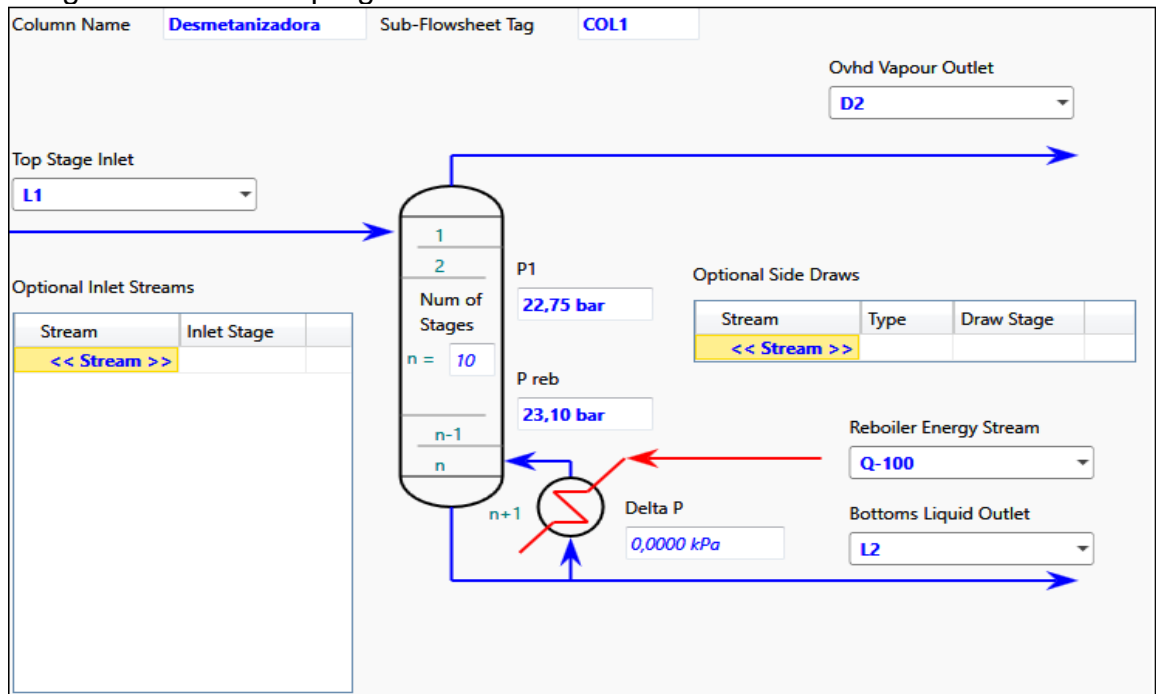 Column Name Desmetanizadora Sub-Flowsheet Tag COL1
Ovhd Vapour Outlet
D2
Top Stage Inlet
L1
1
2
Num of
Stages
n = 10
n-1
n
n+1
P1
22,75 bar
P reb
23,10 bar
Delta P
0,0000 kPa
Optional Inlet Streams
Stream Inlet Stage
<< Stream >>
Optional Side Draws
Stream Type Draw Stage
<< Stream >>
Reboiler Energy Stream
Q-100
Bottoms Liquid Outlet
L2